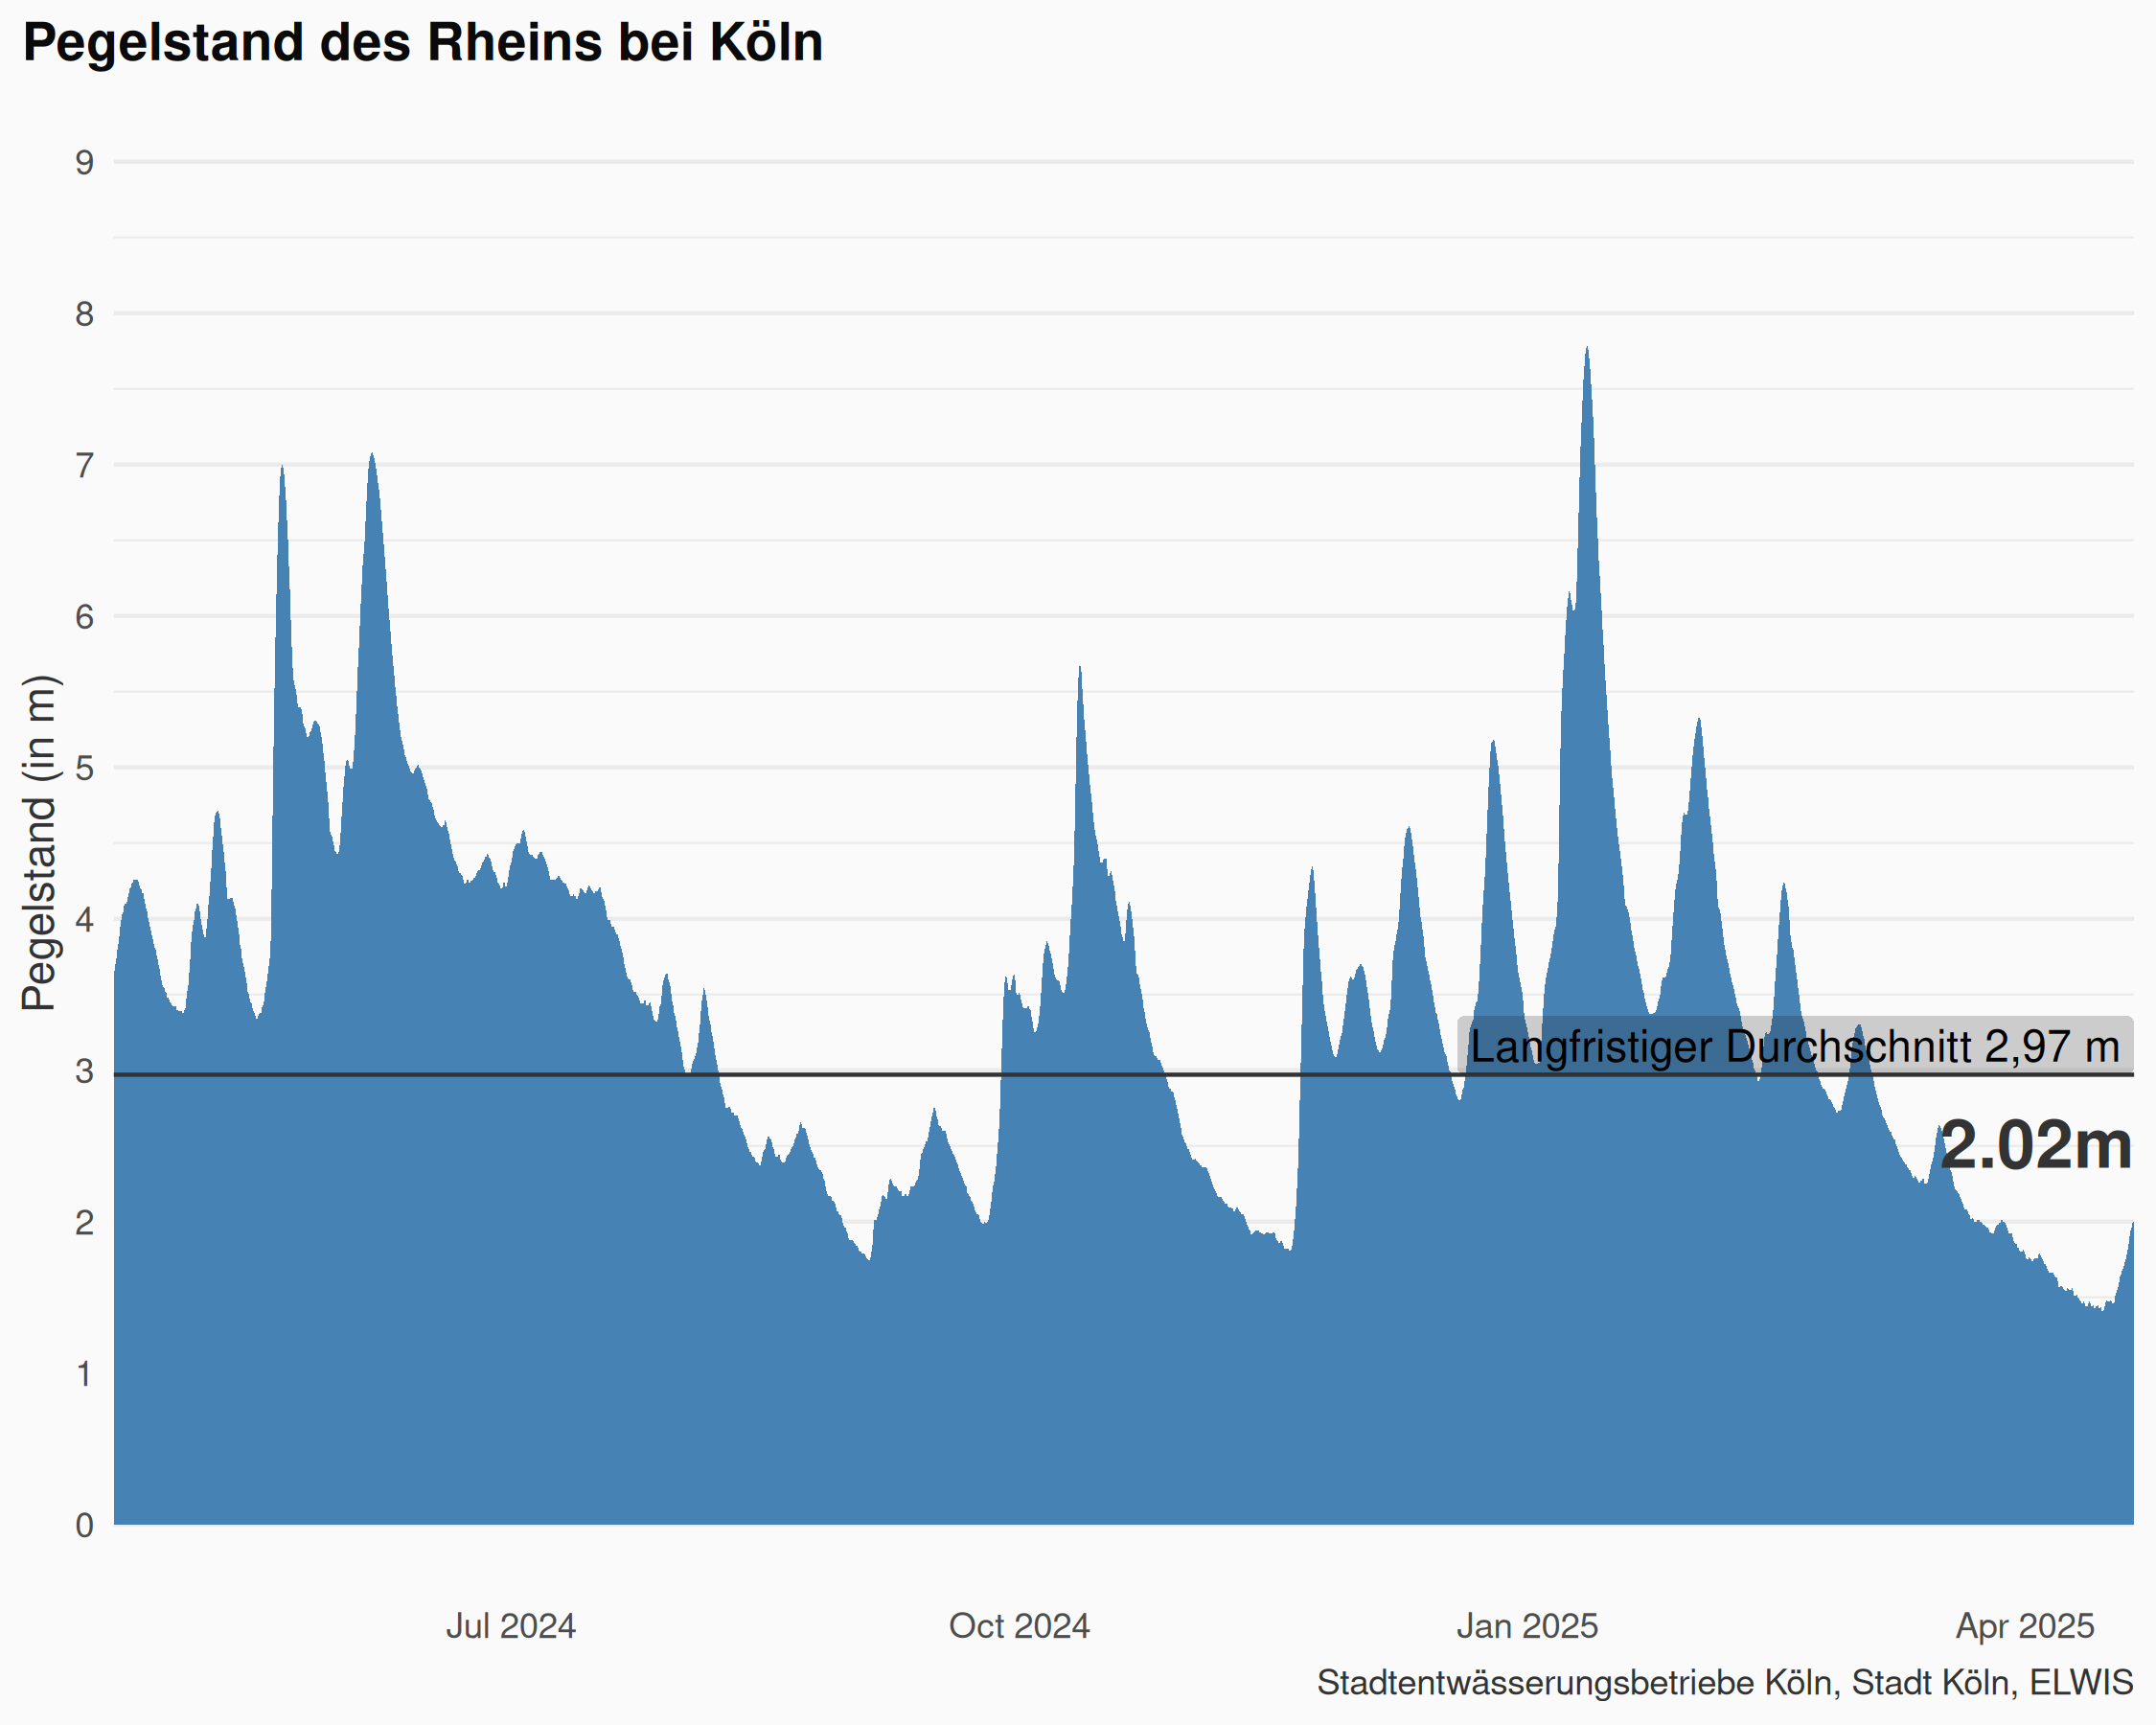 Pegelstand des Rheins bei Köln
Pegelstand (in m)
9
8
7
6
5
4
3
2
1
0
Langfristiger Durchschnitt 2,97 m
2.02m
Jul 2024
Oct 2024
Jan 2025
Apr 2025
Stadtentwässerungsbetriebe Köln, Stadt Köln, ELWIS